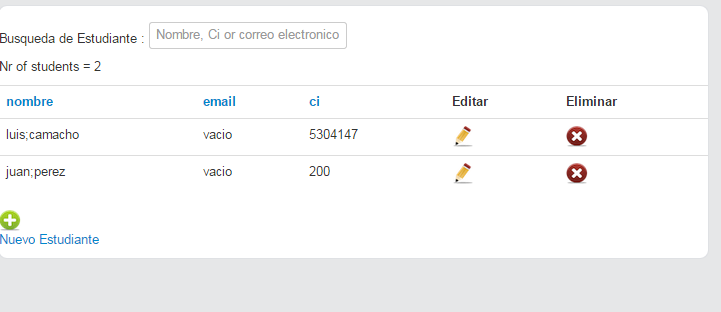 Busqueda de Estudiante : Nombre, Ci or correo electronico
Nr of students = 2
nombre email ci Editar Eliminar
luis;camacho vacio 5304147
juan;perez vacio 200
Nuevo Estudiante